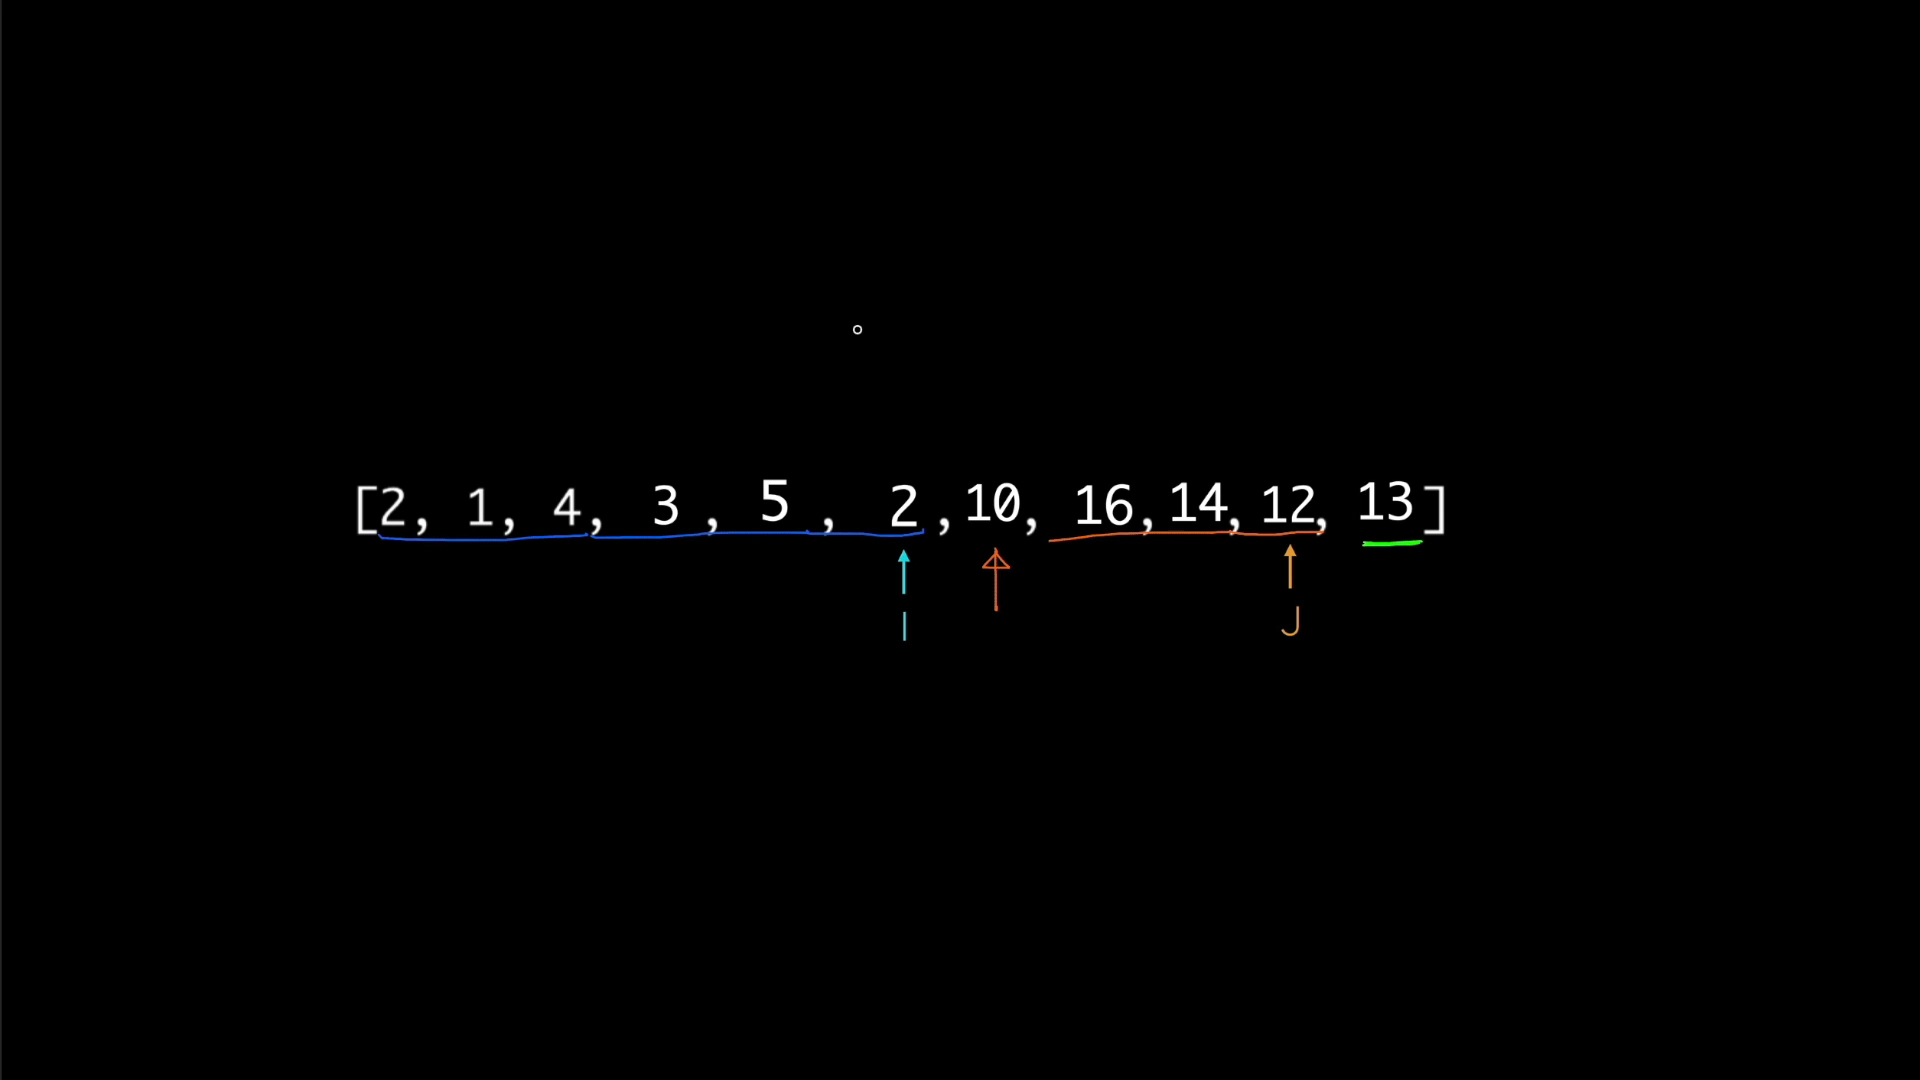 [2, 1, 4, 3, 5, 2, 10, 16, 14, 12, 13]
I J